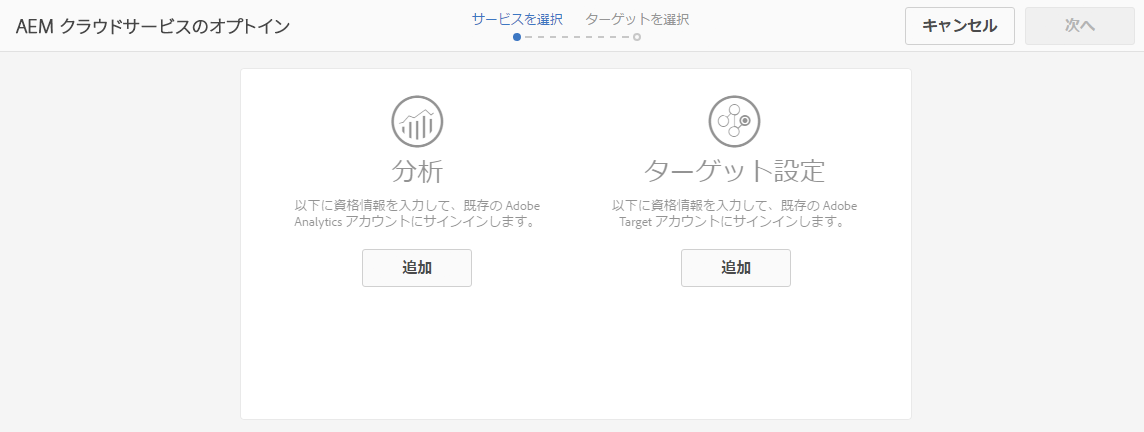 AEM クラウドサービスのオプトイン
サービスを選択
ターゲットを選択
キャンセル
次へ
分析
以下に資格情報を入力して、既存の Adobe
Analytics アカウントにサインインします。
追加
ターゲット設定
以下に資格情報を入力して、既存の Adobe
Target アカウントにサインインします。
追加